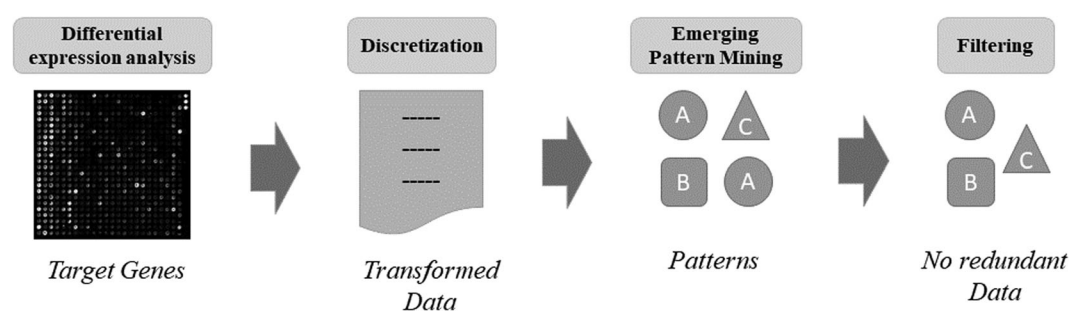 Differential
expression analysis
Discretization
Emerging
Pattern Mining
Filtering
A
C
B
A
A
C
B
Target Genes
Transformed
Data
Patterns
No redundant
Data